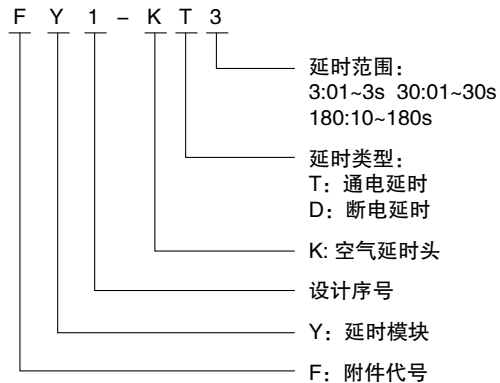 F Y 1 – K T 3
延时范围：
3:01~3s 30:01~30s
180:10~180s
延时类型：
T：通电延时
D：断电延时
K: 空气延时头
设计序号
Y：延时模块
F：附件代号